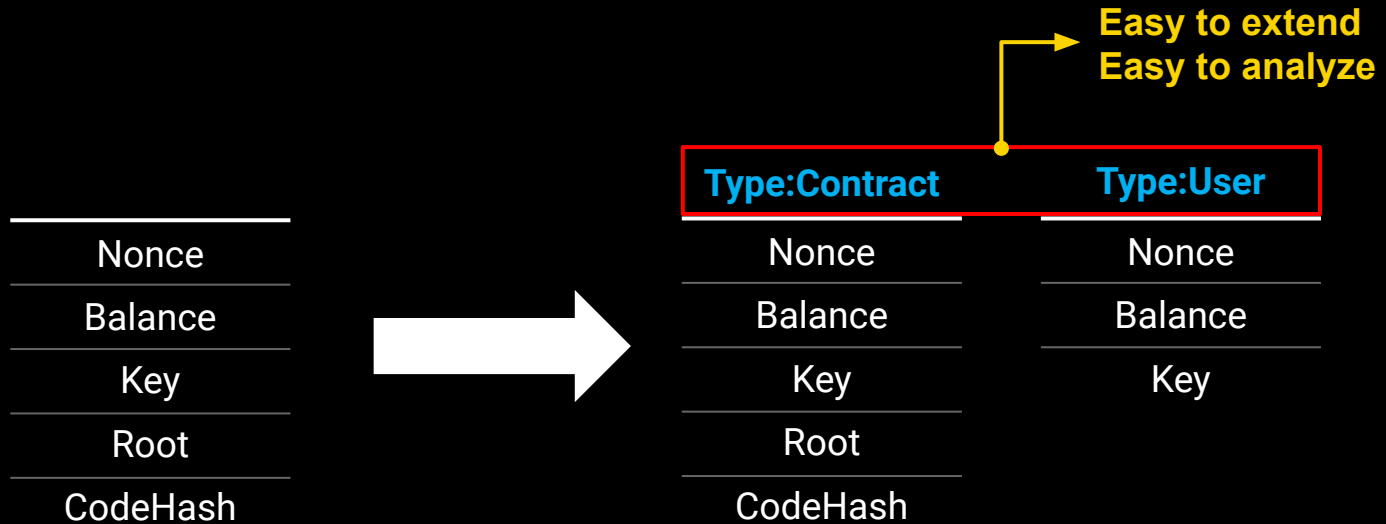 Easy to extend
Easy to analyze
Nonce
Balance
Key
Root
CodeHash
Type:Contract
Nonce
Balance
Key
Root
CodeHash
Type:User
Nonce
Balance
Key